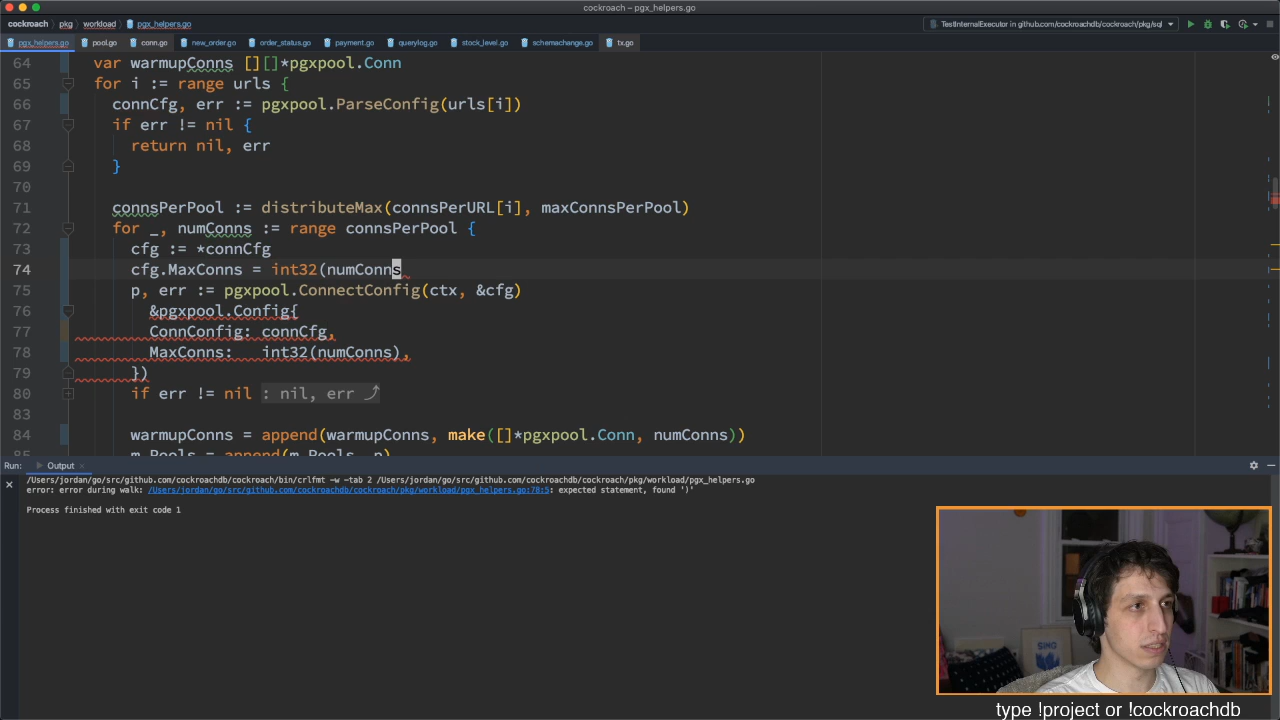 cockroach – pgx_helpers.go
cockroach pkg workload pgx_helpers.go TestInternalExecutor in github.com/cockroachdb/cockroach/pkg/sql
pgx_helpers.go pool.go conn.go new_order.go order_status.go payment.go querylog.go stock_level.go schemachange.go tx.go
64 var warmupConns [][]*pgxpool.Conn
65 for i := range urls {
66 connCfg, err := pgxpool.ParseConfig(urls[i])
67 if err != nil {
68 return nil, err
69 }
70
71 connsPerPool := distributeMax(connsPerURL[i], maxConnsPerPool)
72 for _, numConns := range connsPerPool {
73 cfg := *connCfg
74 cfg.MaxConns = int32(numConns
75 p, err := pgxpool.ConnectConfig(ctx, &cfg)
76 &pgxpool.Config{
77 ConnConfig: connCfg,
78 MaxConns: int32(numConns),
79 })
80 if err != nil : nil, err
83
84 warmupConns = append(warmupConns, make([]*pgxpool.Conn, numConns))
85 m.Pools = append(m.Pools, p)
Run: Output
/Users/jordan/go/src/github.com/cockroachdb/cockroach/bin/crlfmt -w -tab 2 /Users/jordan/go/src/github.com/cockroachdb/cockroach/pkg/workload/pgx_helpers.go
error: error during walk: /Users/jordan/go/src/github.com/cockroachdb/cockroach/pkg/workload/pgx_helpers.go:78:5: expected statement, found ')'
Process finished with exit code 1
SING
type !project or !cockroachdb